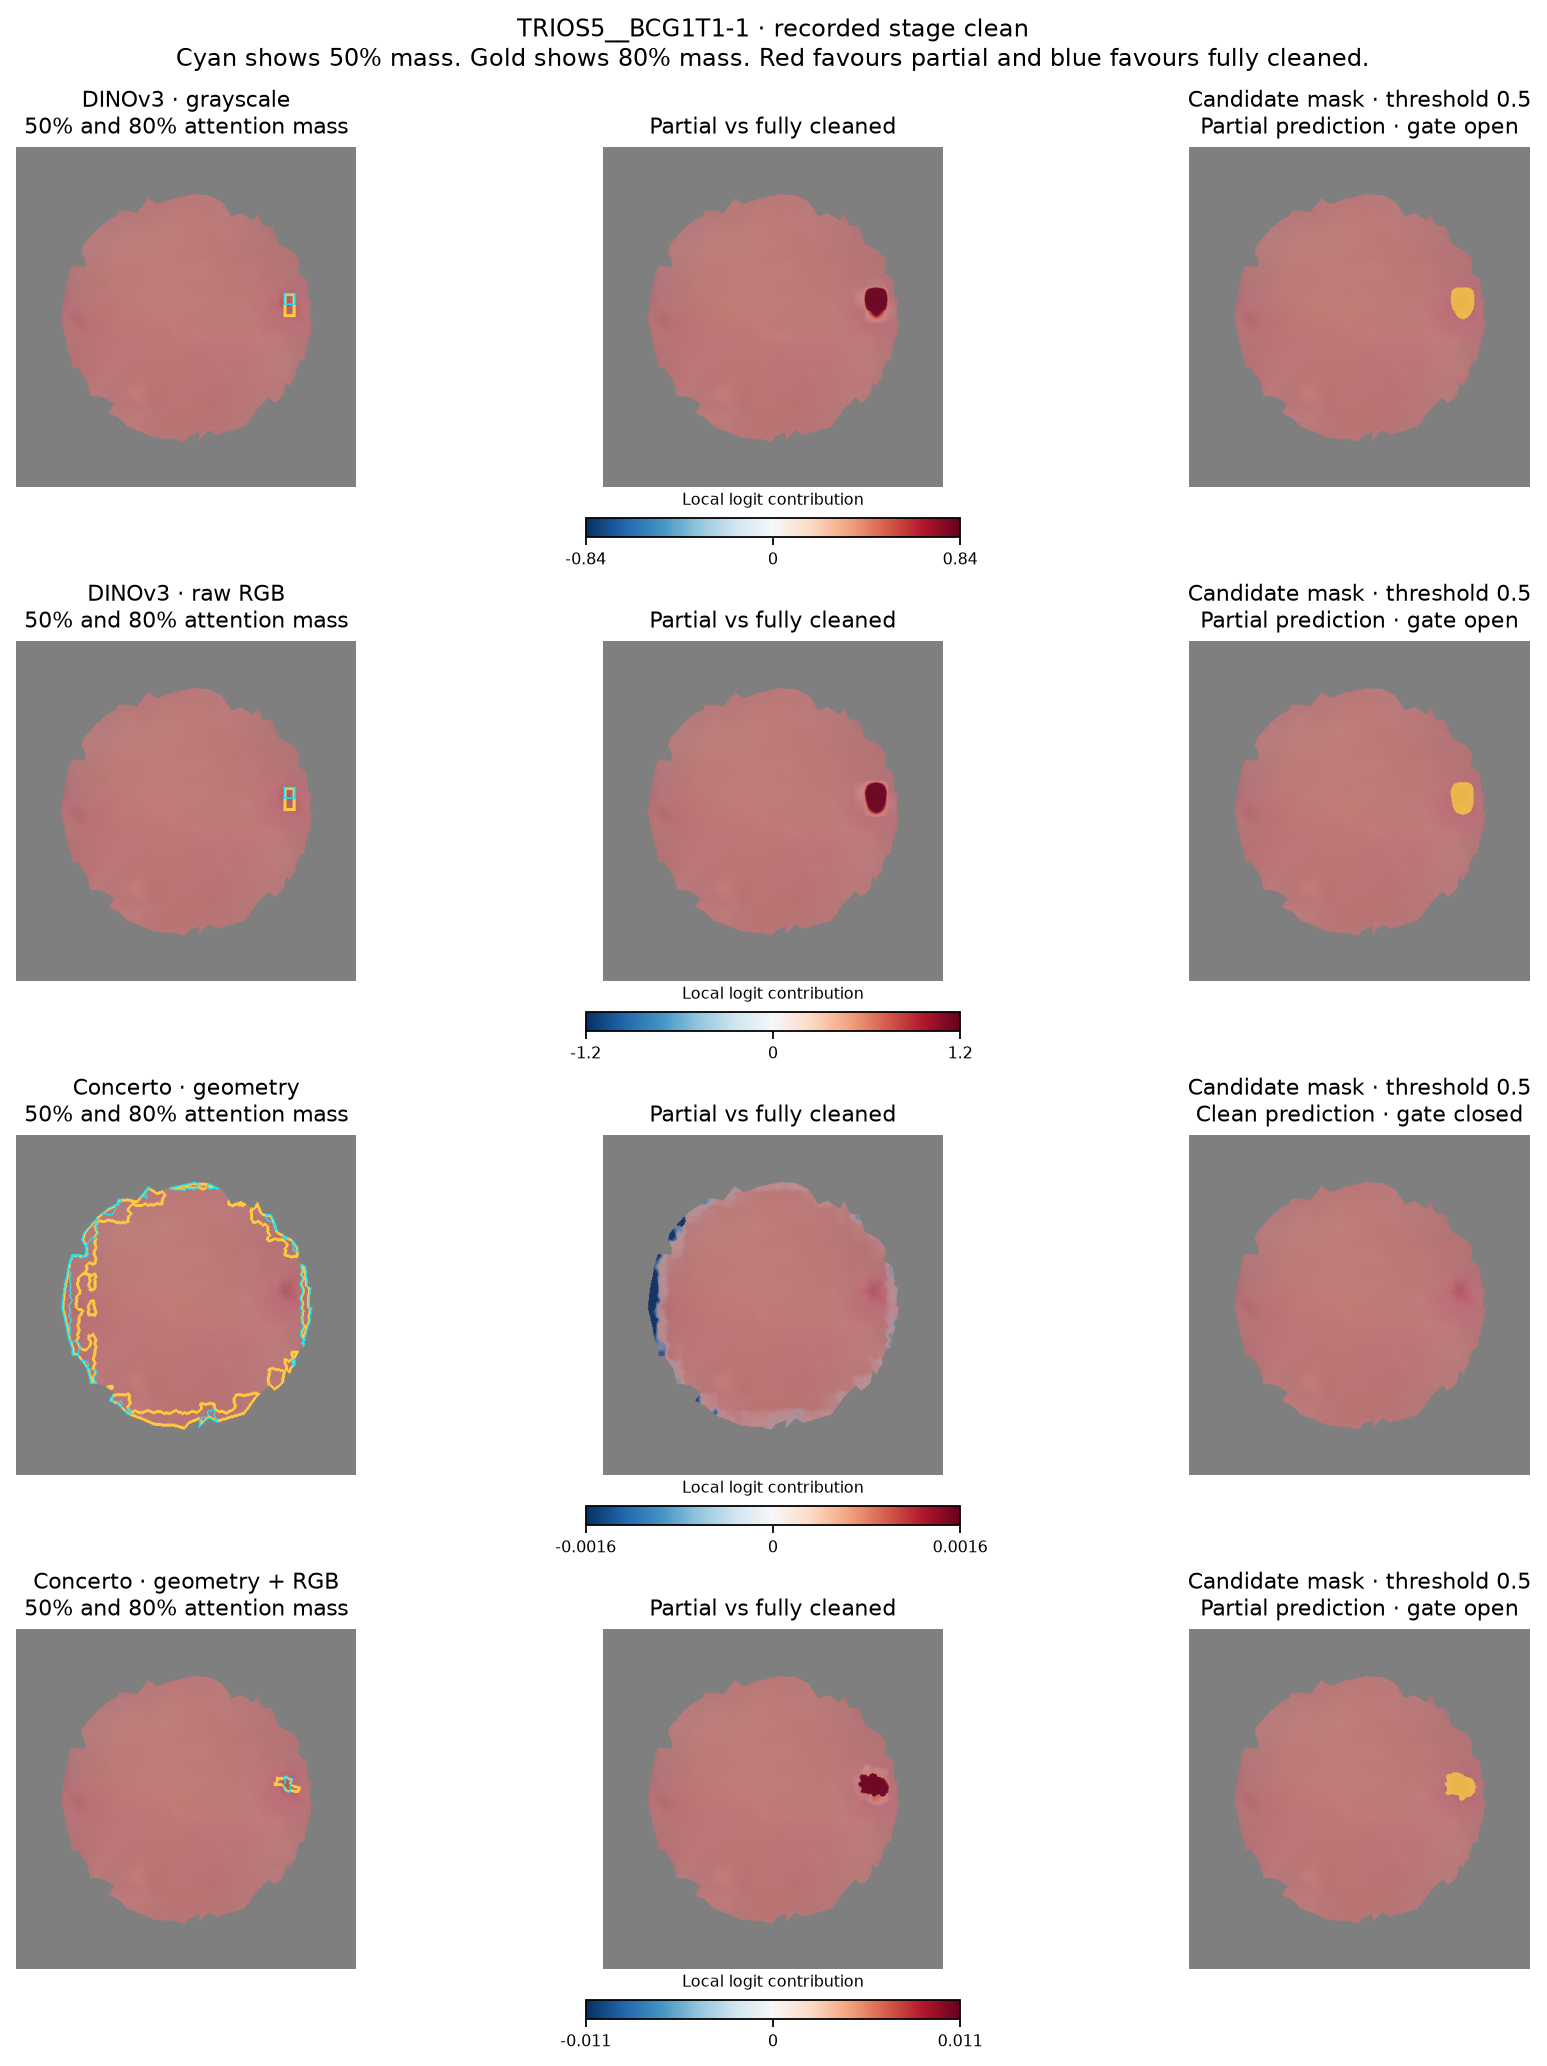 TRIOS5__BCG1T1-1 · recorded stage clean
Cyan shows 50% mass. Gold shows 80% mass. Red favours partial and blue favours fully cleaned.
DINOv3 · grayscale
50% and 80% attention mass
Partial vs fully cleaned
Candidate mask · threshold 0.5
Partial prediction · gate open
Local logit contribution
-0.84 0 0.84
DINOv3 · raw RGB
50% and 80% attention mass
Partial vs fully cleaned
Candidate mask · threshold 0.5
Partial prediction · gate open
Local logit contribution
-1.2 0 1.2
Concerto · geometry
50% and 80% attention mass
Partial vs fully cleaned
Candidate mask · threshold 0.5
Clean prediction · gate closed
Local logit contribution
-0.0016 0 0.0016
Concerto · geometry + RGB
50% and 80% attention mass
Partial vs fully cleaned
Candidate mask · threshold 0.5
Partial prediction · gate open
Local logit contribution
-0.011 0 0.011